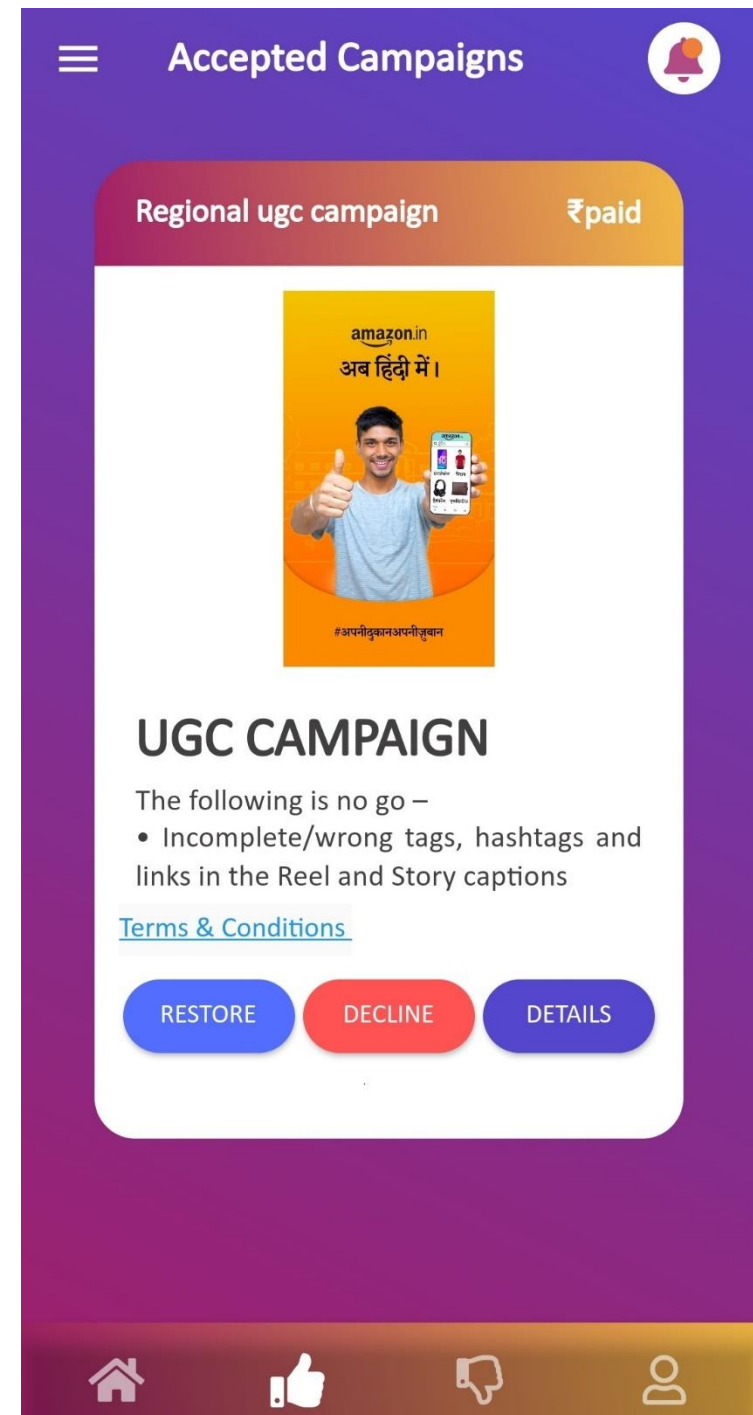 Accepted Campaigns
Regional ugc campaign ₹paid
amazon.in
अब हिंदी में।
amazon
#अपनीदुकानअपनीज़ुबान
UGC CAMPAIGN
The following is no go –
• Incomplete/wrong tags, hashtags and
links in the Reel and Story captions
Terms & Conditions
RESTORE DECLINE DETAILS